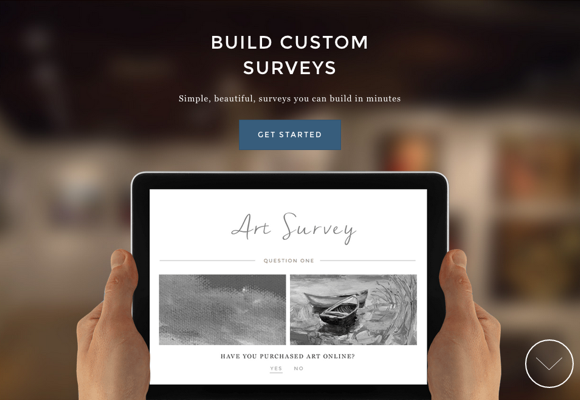 BUILD CUSTOM
SURVEYS
Simple, beautiful, surveys you can build in minutes
GET STARTED
Art Survey
QUESTION ONE
HAVE YOU PURCHASED ART ONLINE?
YES NO